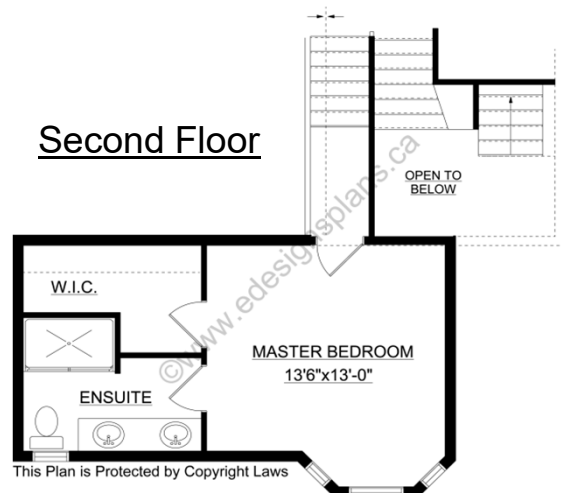 Second Floor
OPEN TO
BELOW
W.I.C.
MASTER BEDROOM
13'6"x13'-0"
ENSUITE
©www.edesignsplans.ca
This Plan is Protected by Copyright Laws